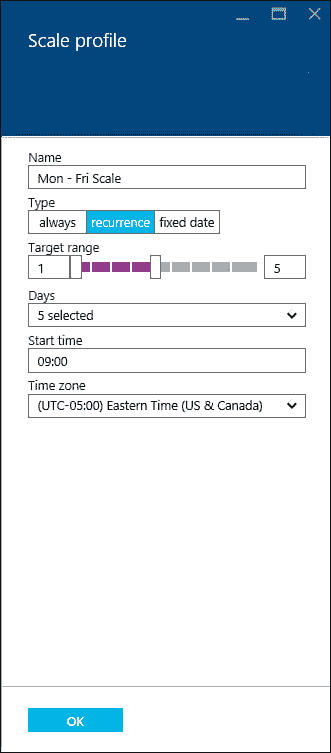 Scale profile
Name
Mon - Fri Scale
Type
always recurrence fixed date
Target range
1 5
Days
5 selected
Start time
09:00
Time zone
(UTC-05:00) Eastern Time (US & Canada)
OK